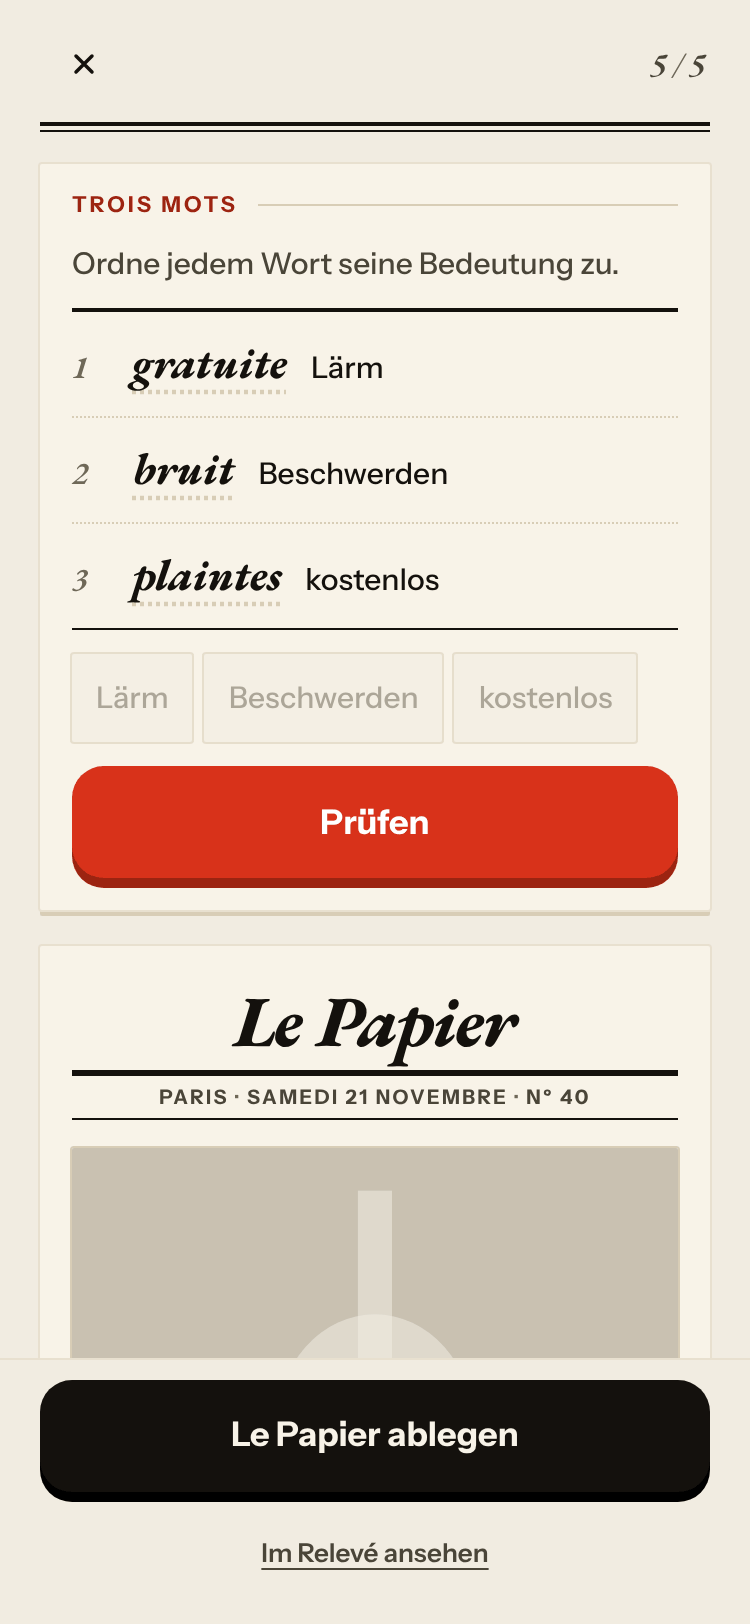 5/5
TROIS MOTS
Ordne jedem Wort seine Bedeutung zu.
1 gratuite Lärm
2 bruit Beschwerden
3 plaintes kostenlos
Lärm Beschwerden kostenlos
Prüfen
Le Papier
PARIS · SAMEDI 21 NOVEMBRE · N° 40
Le Papier ablegen
Im Relevé ansehen